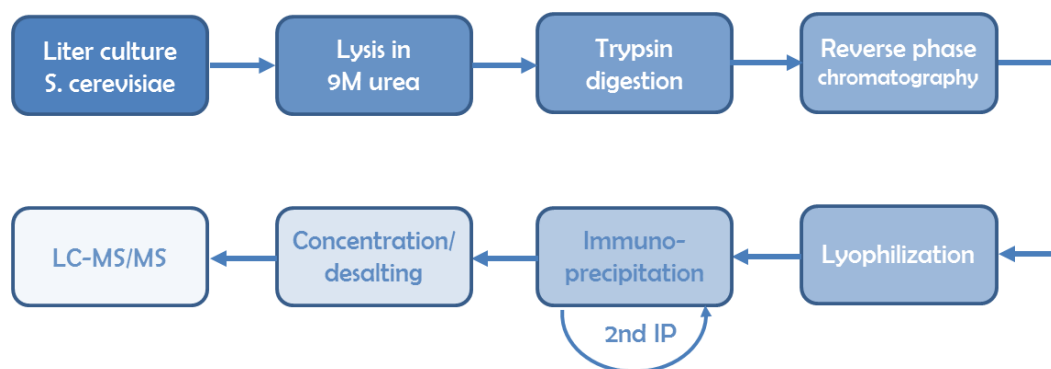 Liter culture
S. cerevisiae
Lysis in
9M urea
Trypsin
digestion
Reverse phase
chromatography
Lyophilization
Immuno-
precipitation
2nd IP
Concentration/
desalting
LC-MS/MS